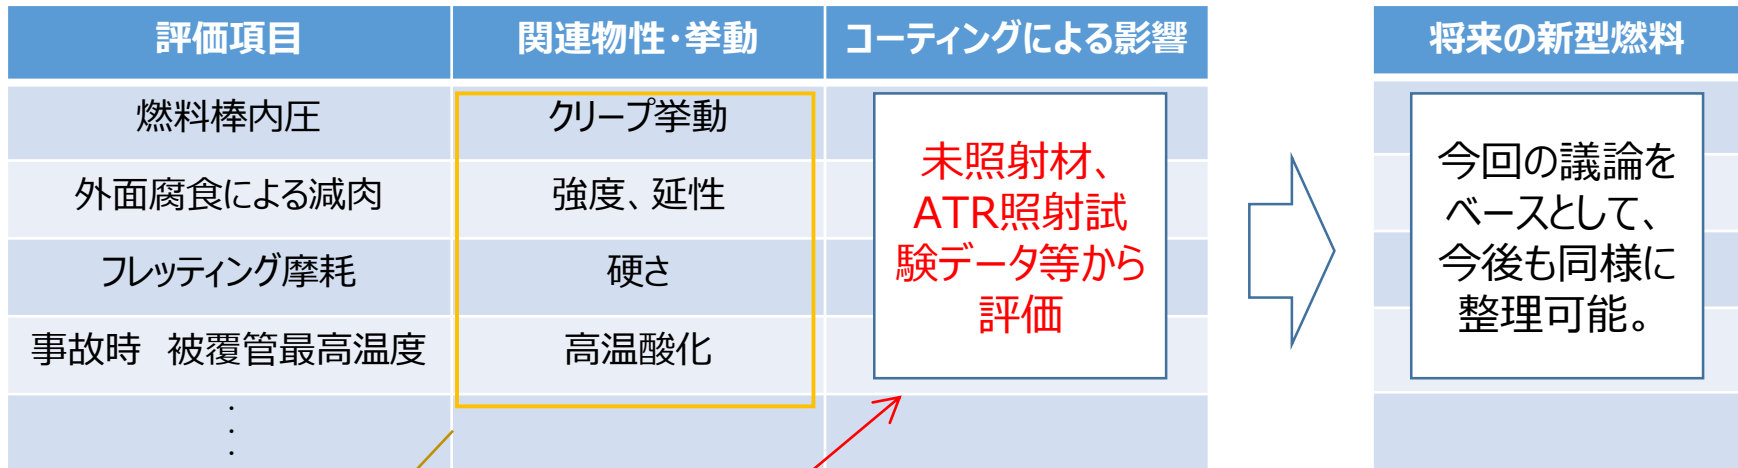 評価項目
関連物性・挙動
コーティングによる影響
将来の新型燃料
燃料棒内圧
クリープ挙動
外面腐食による減肉
強度、延性
フレッティング摩耗
硬さ
事故時　被覆管最高温度
高温酸化
・
・
・
未照射材、
ATR照射試
験データ等から
評価
今回の議論を
ベースとして、
今後も同様に
整理可能。